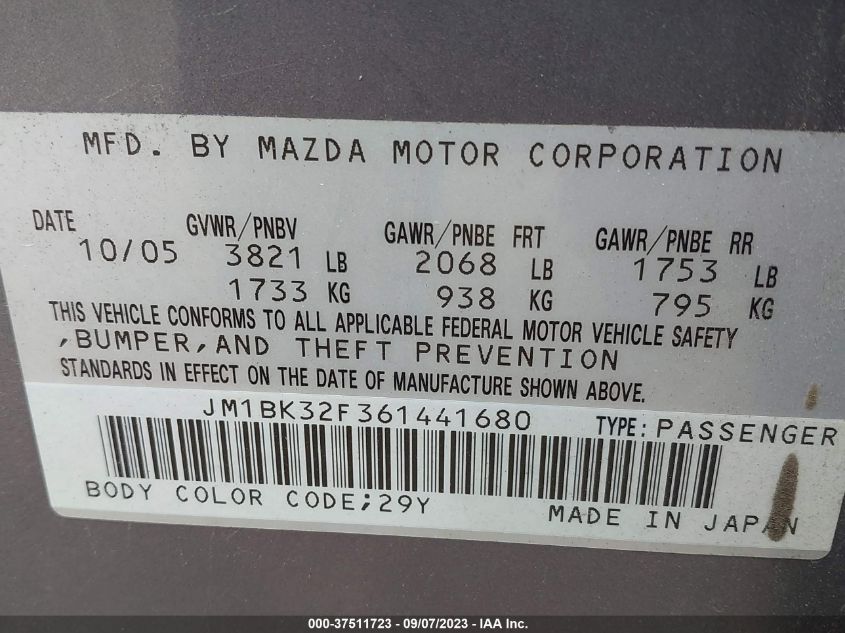 MFD. BY MAZDA MOTOR CORPORATION
DATE GVWR/PNBV GAWR/PNBE FRT GAWR/PNBE RR
10/05 3821 LB 2068 LB 1753 LB
1733 KG 938 KG 795 KG
THIS VEHICLE CONFORMS TO ALL APPLICABLE FEDERAL MOTOR VEHICLE SAFETY
,BUMPER,AND THEFT PREVENTION
STANDARDS IN EFFECT ON THE DATE OF MANUFACTURE SHOWN ABOVE.
JM1BK32F361441680 TYPE:PASSENGER
BODY COLOR CODE;29Y MADE IN JAPAN
000-37511723 - 09/07/2023 - IAA Inc.